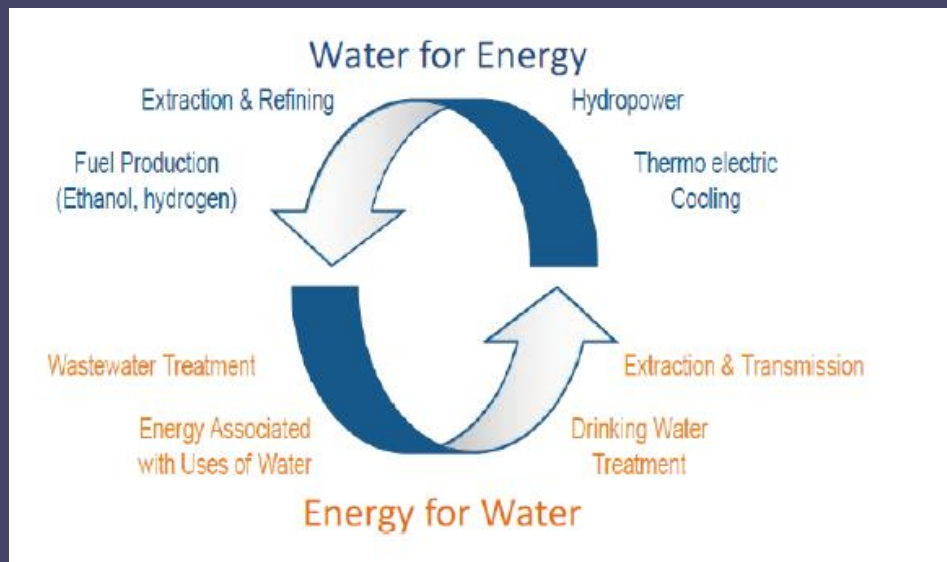 Water for Energy
Extraction & Refining
Hydropower
Fuel Production
(Ethanol, hydrogen)
Thermo electric
Cooling
Wastewater Treatment
Extraction & Transmission
Energy Associated
with Uses of Water
Drinking Water
Treatment
Energy for Water